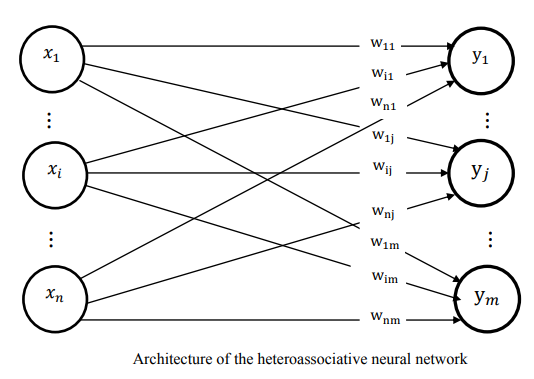 x₁ w₁₁ y₁
wᵢ₁
wₙ₁
⋮ ⋮
w₁ⱼ
xᵢ wᵢⱼ yⱼ
wₙⱼ
⋮ w₁ₘ ⋮
wᵢₘ
xₙ yₘ
wₙₘ
Architecture of the heteroassociative neural network